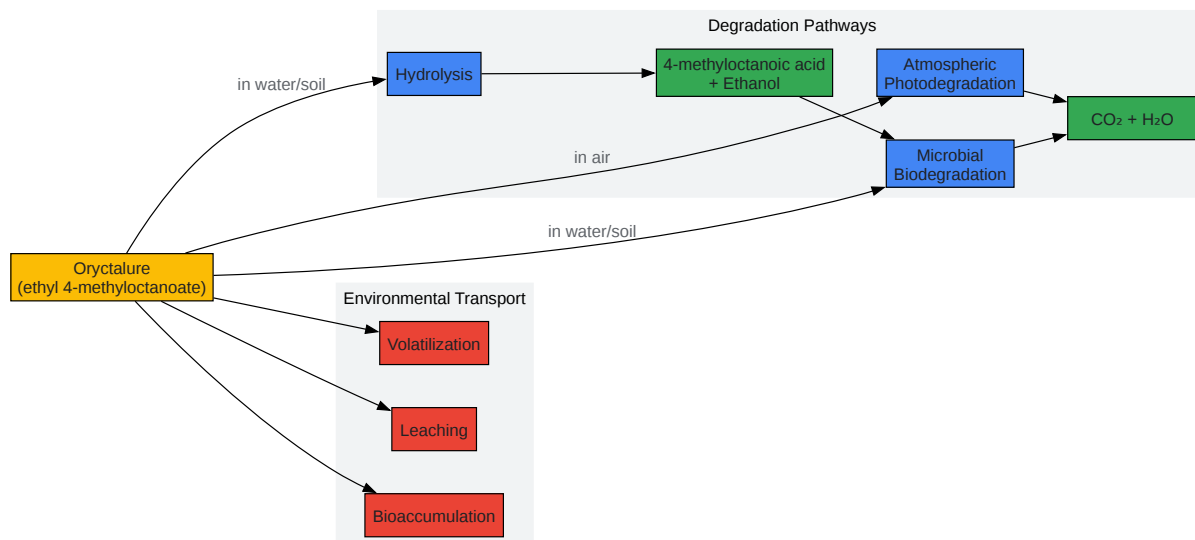 Degradation Pathways
in water/soil
Hydrolysis
4-methyloctanoic acid
+ Ethanol
Atmospheric
Photodegradation
CO₂ + H₂O
in air
Microbial
Biodegradation
in water/soil
Oryctalure
(ethyl 4-methyloctanoate)
Environmental Transport
Volatilization
Leaching
Bioaccumulation